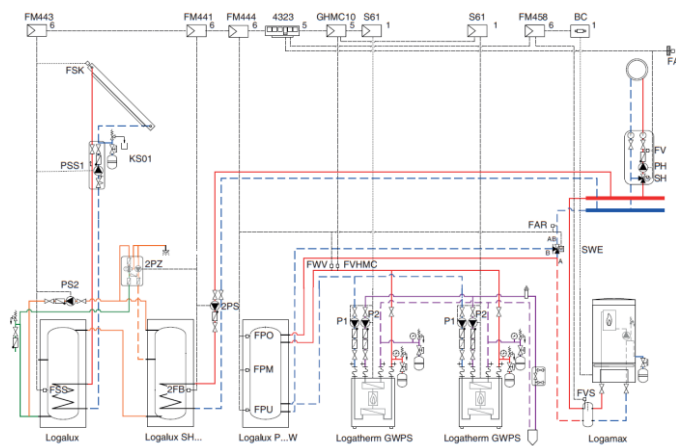 FM443 FM441 FM444 4323 GHMC10 S61 S61 FM458 BC
6 6 6 5 5 1 1 6 1
FSK
FA
KS01
PSS1
FV
PH
SH
FAR
AB
B
A
SWE
2PZ
FWV FVHMC
PS2
2PS
P1 P2 P1 P2
FPO
FPM
FSS 2FB
FPU
FVS
Logalux Logalux SH... Logalux P...W Logatherm GWPS Logatherm GWPS Logamax